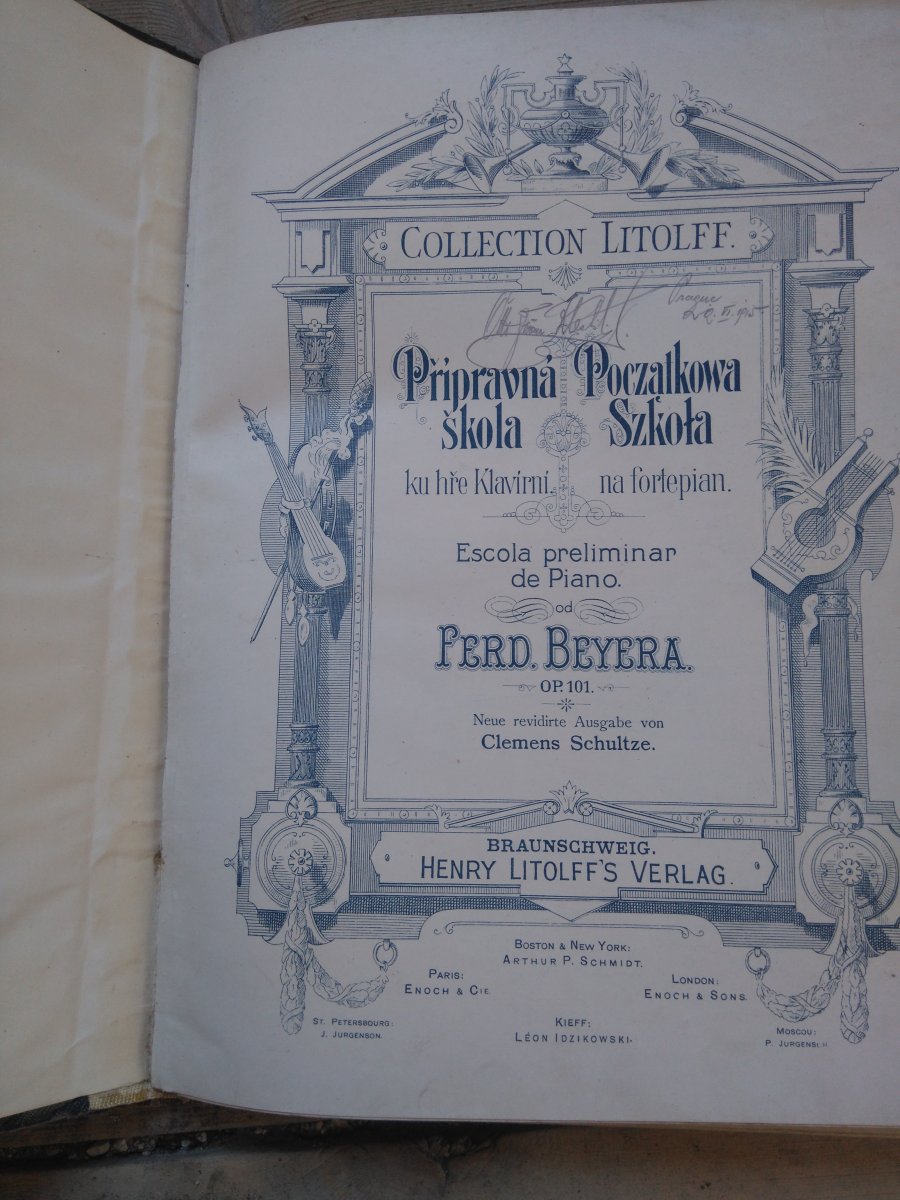 COLLECTION LITOLFF.
Prague
Přípravná
škola
ku hře Klavírní.
Początkowa
Szkoła
na fortepian.
Escola preliminar
de Piano.
od
FERD. BEYERA.
OP. 101.
Neue revidirte Ausgabe von
Clemens Schultze.
BRAUNSCHWEIG.
HENRY LITOLFF'S VERLAG.
BOSTON & NEW YORK:
ARTHUR P. SCHMIDT.
PARIS:
ENOCH & CIE.
LONDON:
ENOCH & SONS.
ST. PETERSBOURG:
J. JURGENSON.
KIEFF:
LÉON IDZIKOWSKI.
MOSCOU:
P. JURGENSON